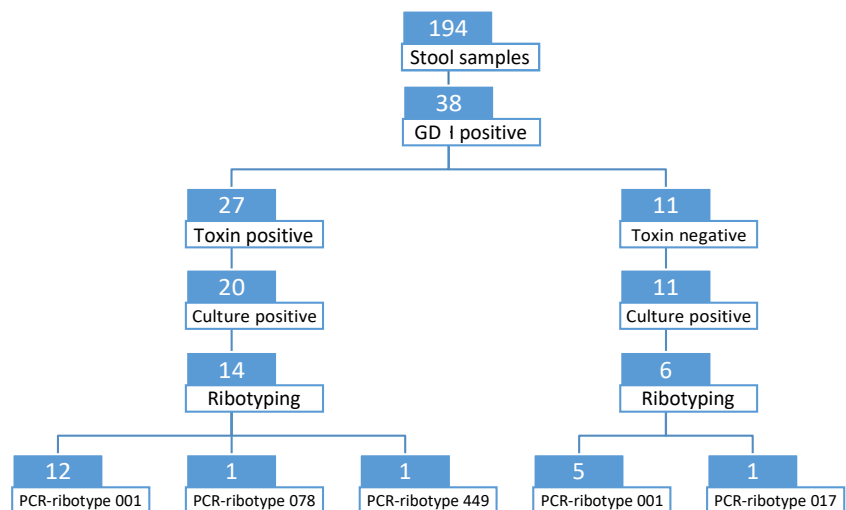 194
Stool samples
38
GDH positive
27
11
Toxin positive
Toxin negative
20
11
Culture positive
Culture positive
14
6
Ribotyping
Ribotyping
12
1
1
5
1
PCR-ribotype 001
PCR-ribotype 078
PCR-ribotype 449
PCR-ribotype 001
PCR-ribotype 017